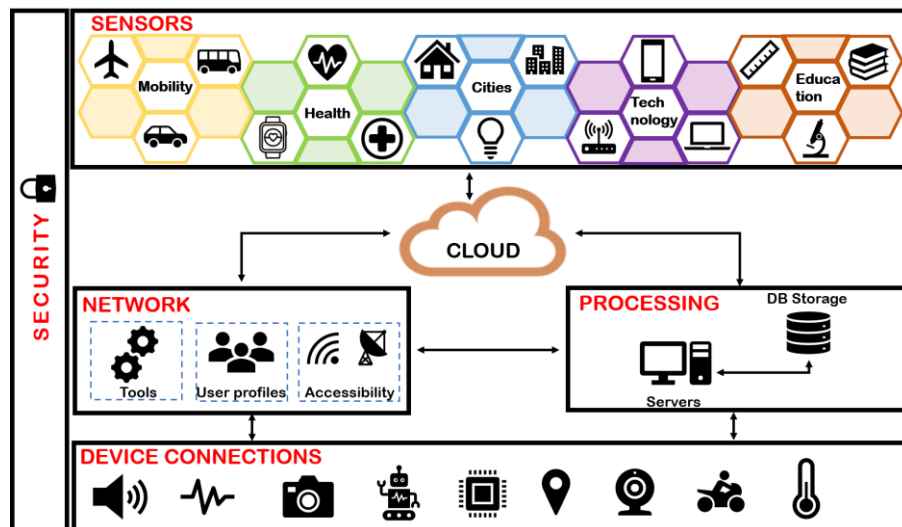 SENSORS
Mobility
Health
Cities
Tech
nology
Educa
tion
SECURITY
CLOUD
NETWORK
Tools
User profiles
Accessibility
PROCESSING
DB Storage
Servers
DEVICE CONNECTIONS